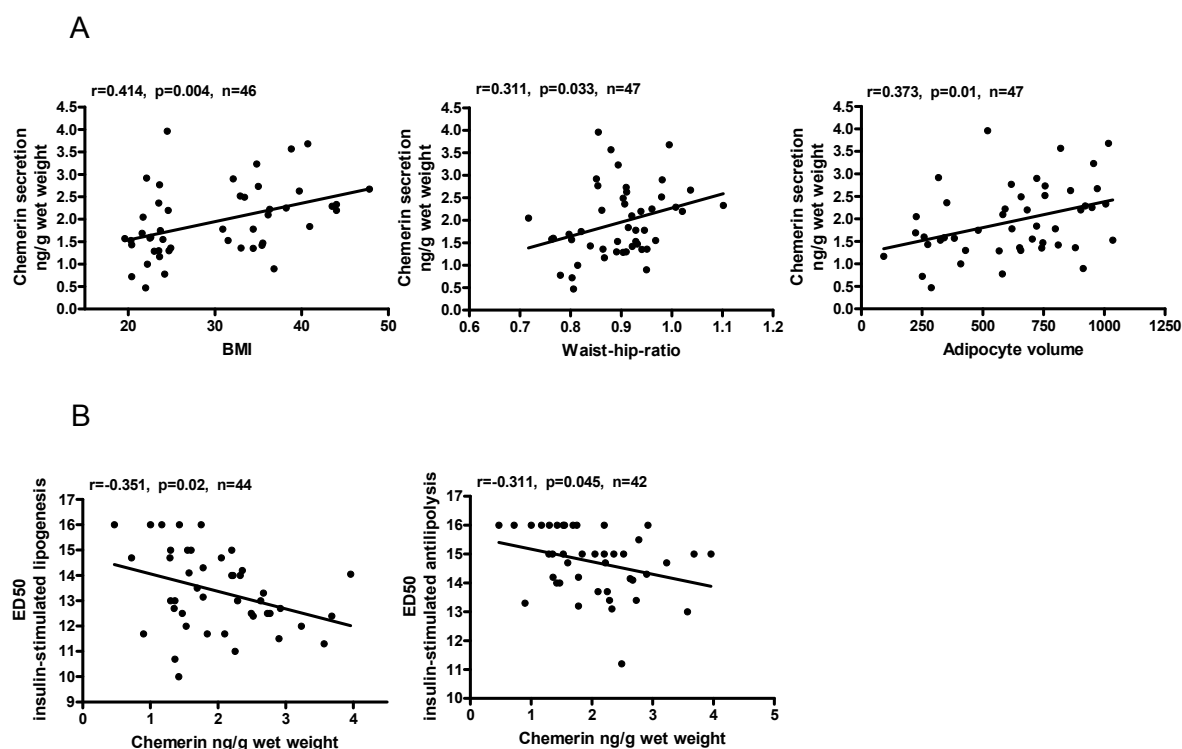 A
r=0.414, p=0.004, n=46
Chemerin secretion
ng/g wet weight
4.5
4.0
3.5
3.0
2.5
2.0
1.5
1.0
0.5
0.0
20 30 40 50
BMI
r=0.311, p=0.033, n=47
Chemerin secretion
ng/g wet weight
4.5
4.0
3.5
3.0
2.5
2.0
1.5
1.0
0.5
0.0
0.6 0.7 0.8 0.9 1.0 1.1 1.2
Waist-hip-ratio
r=0.373, p=0.01, n=47
Chemerin secretion
ng/g wet weight
4.5
4.0
3.5
3.0
2.5
2.0
1.5
1.0
0.5
0.0
0 250 500 750 1000 1250
Adipocyte volume
B
r=-0.351, p=0.02, n=44
ED50
insulin-stimulated lipogenesis
17
16
15
14
13
12
11
10
9
0 1 2 3 4
Chemerin ng/g wet weight
r=-0.311, p=0.045, n=42
ED50
insulin-stimulated antilipolysis
17
16
15
14
13
12
11
10
0 1 2 3 4 5
Chemerin ng/g wet weight